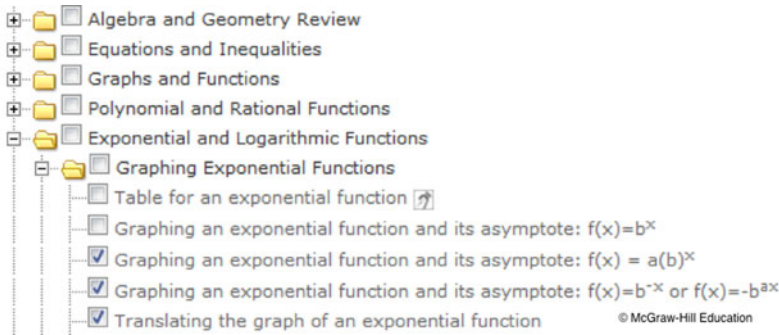 Algebra and Geometry Review
Equations and Inequalities
Graphs and Functions
Polynomial and Rational Functions
Exponential and Logarithmic Functions
Graphing Exponential Functions
Table for an exponential function
Graphing an exponential function and its asymptote: f(x)=bˣ
Graphing an exponential function and its asymptote: f(x) = a(b)ˣ
Graphing an exponential function and its asymptote: f(x)=b⁻ˣ or f(x)=-bᵃˣ
Translating the graph of an exponential function © McGraw-Hill Education